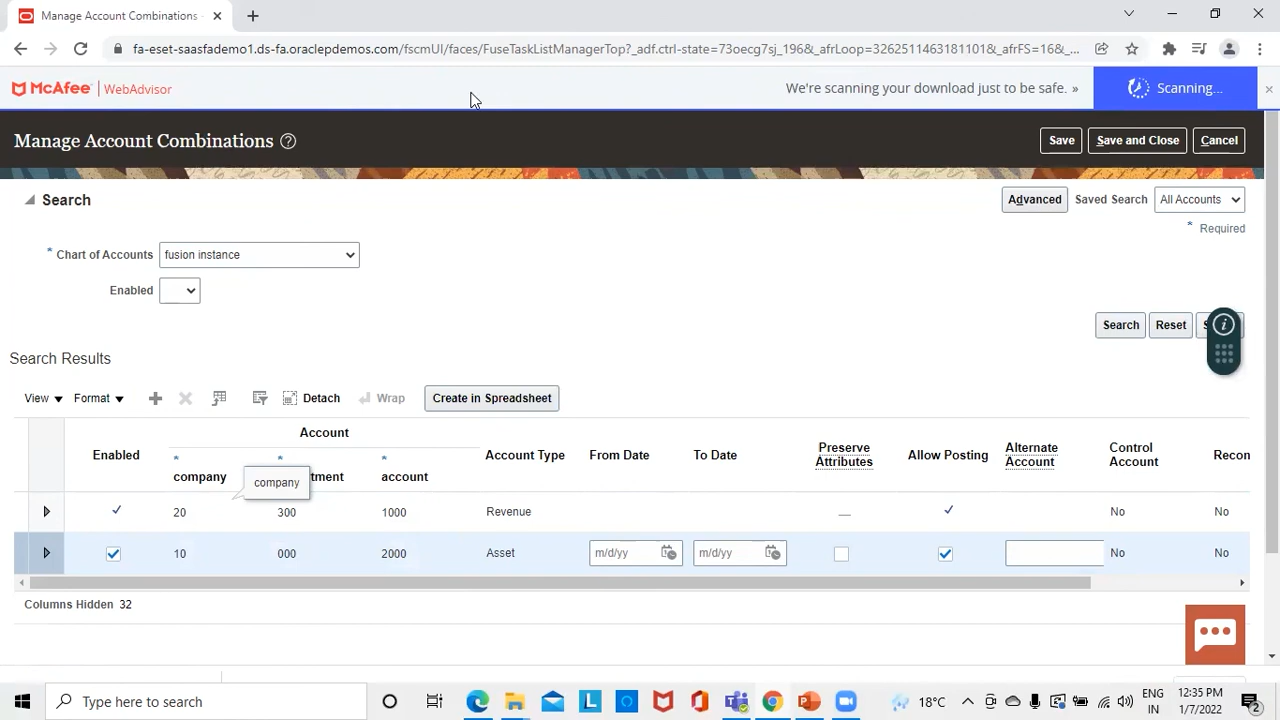 Manage Account Combinations -
fa-eset-saasfademo1.ds-fa.oraclepdemos.com/fscmUI/faces/FuseTaskListManagerTop?_adf.ctrl-state=73oecg7sj_196&_afrLoop=3262511463181101&_afrFS=16&_...
McAfee | WebAdvisor We're scanning your download just to be safe. » Scanning...
Manage Account Combinations Save Save and Close Cancel
Search Advanced Saved Search All Accounts
* Required
* Chart of Accounts fusion instance
Enabled
Search Reset
Search Results
View Format Detach Wrap Create in Spreadsheet
Account
Enabled * company * tment * account Account Type From Date To Date Preserve Attributes Allow Posting Alternate Account Control Account Recon
company
20 300 1000 Revenue No No
10 000 2000 Asset m/d/yy m/d/yy No No
Columns Hidden 32
Type here to search 18°C ENG IN 12:35 PM 1/7/2022 2